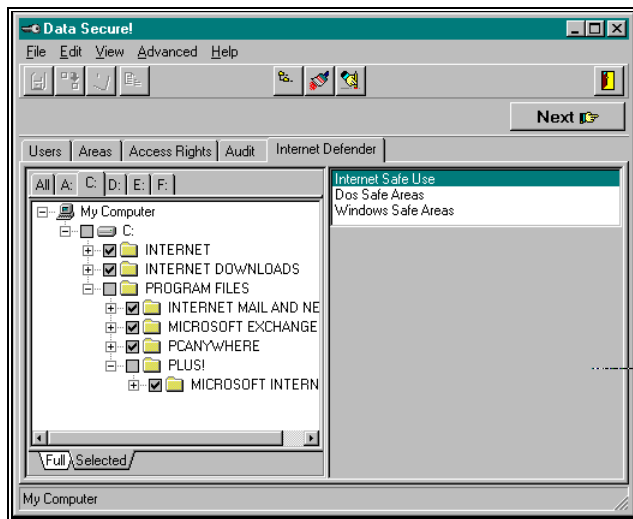 Data Secure!
File Edit View Advanced Help
Next
Users Areas Access Rights Audit Internet Defender
All A: C: D: E: F:
My Computer
C:
INTERNET
INTERNET DOWNLOADS
PROGRAM FILES
INTERNET MAIL AND NE
MICROSOFT EXCHANGE
PCANYWHERE
PLUS!
MICROSOFT INTERN
Full Selected
Internet Safe Use
Dos Safe Areas
Windows Safe Areas
My Computer